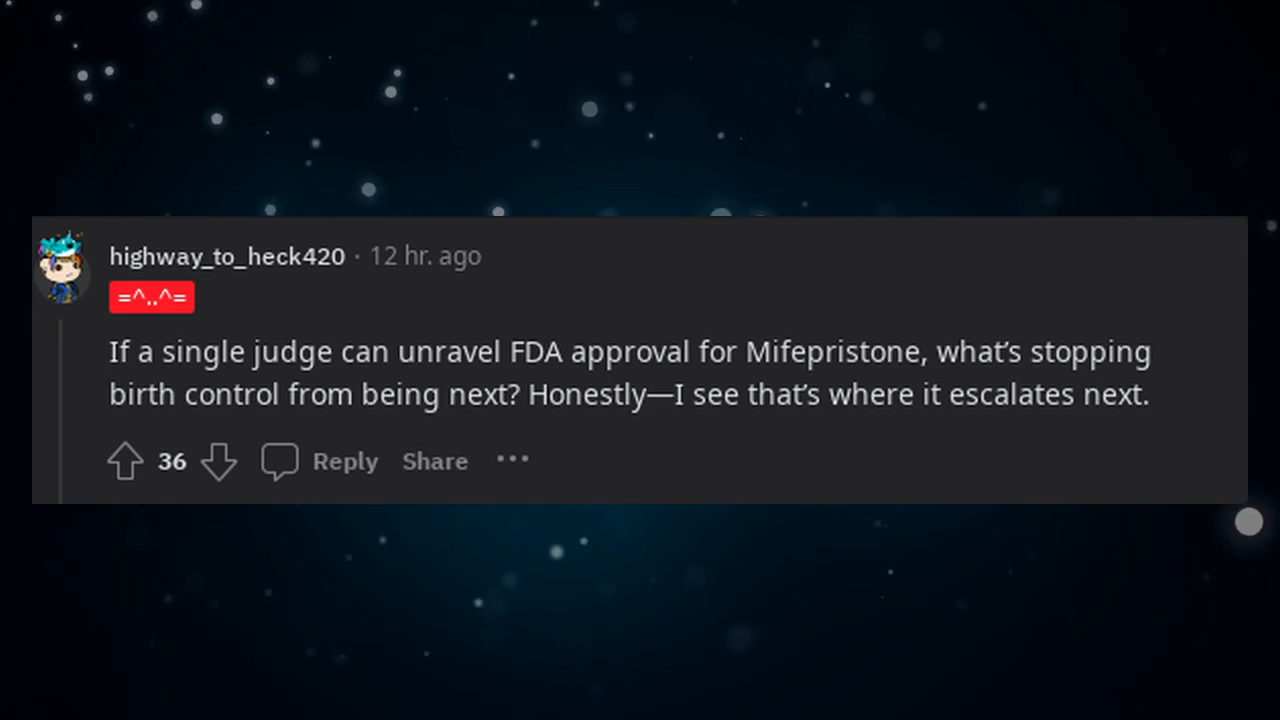 highway_to_heck420 · 12 hr. ago
=^..^=
If a single judge can unravel FDA approval for Mifepristone, what’s stopping
birth control from being next? Honestly—I see that’s where it escalates next.
36 Reply Share •••